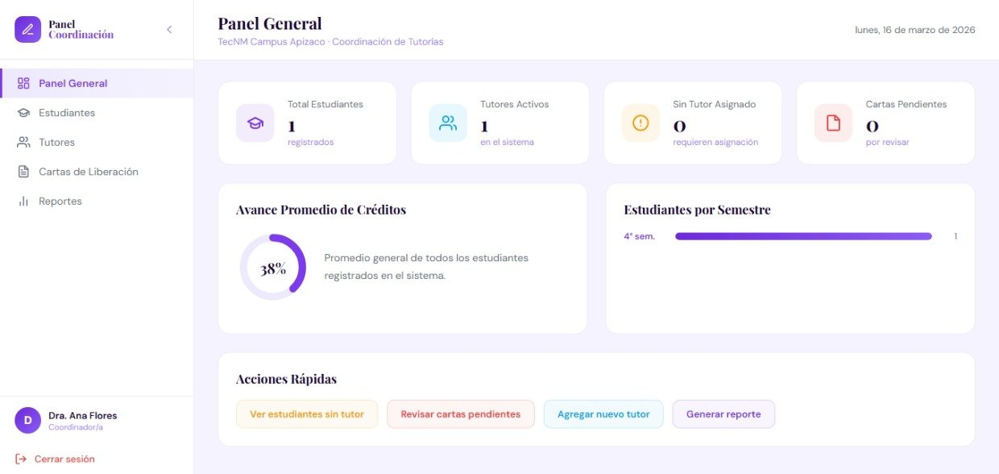 Panel
Coordinación
Panel General
Estudiantes
Tutores
Cartas de Liberación
Reportes
D
Dra. Ana Flores
Coordinador/a
Cerrar sesión
Panel General
TecNM Campus Apizaco · Coordinación de Tutorías
lunes, 16 de marzo de 2026
Total Estudiantes
1
registrados
Tutores Activos
1
en el sistema
Sin Tutor Asignado
0
requieren asignación
Cartas Pendientes
0
por revisar
Avance Promedio de Créditos
38%
Promedio general de todos los estudiantes
registrados en el sistema.
Estudiantes por Semestre
4° sem.
1
Acciones Rápidas
Ver estudiantes sin tutor
Revisar cartas pendientes
Agregar nuevo tutor
Generar reporte